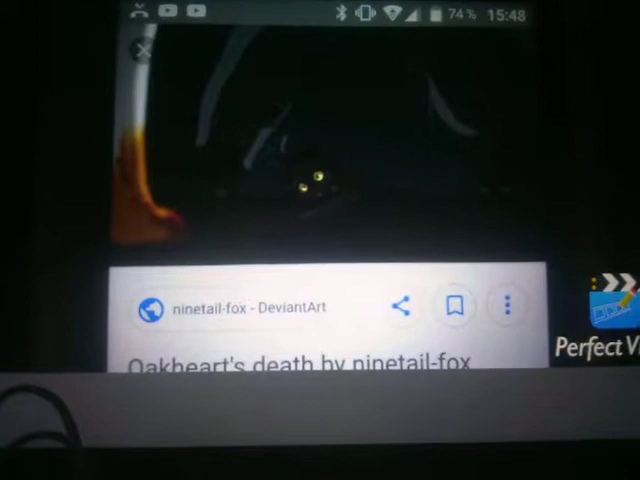 74% 15:48
ninetail-fox - DeviantArt
Oakheart's death by ninetail-fox
Perfect